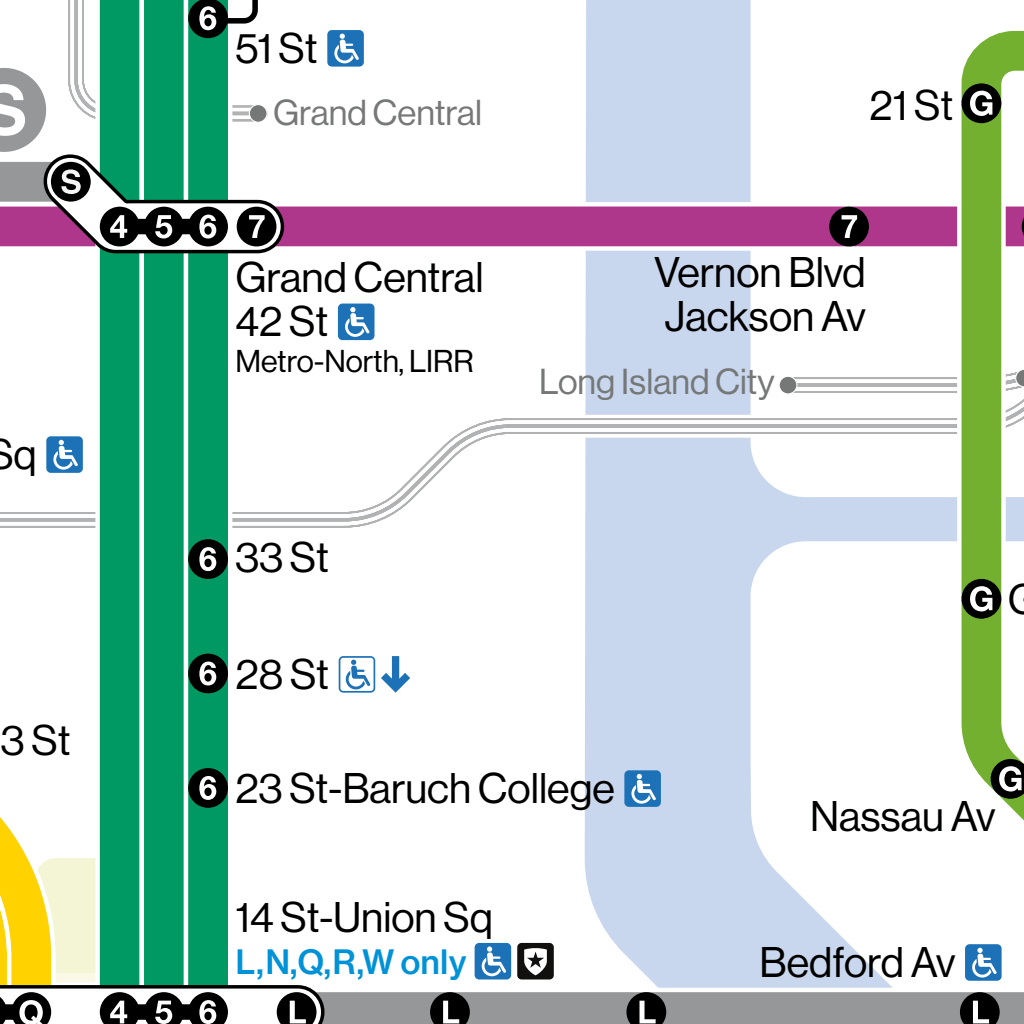 6
51 St
Grand Central
S
21 St
G
S
4 5 6 7
7
Grand Central
42 St
Metro-North, LIRR
Vernon Blvd
Jackson Av
Long Island City
Sq
6 33 St
G
6 28 St
3 St
G
6 23 St-Baruch College
Nassau Av
14 St-Union Sq
L,N,Q,R,W only
Bedford Av
Q
4 5 6
L
L
L
L